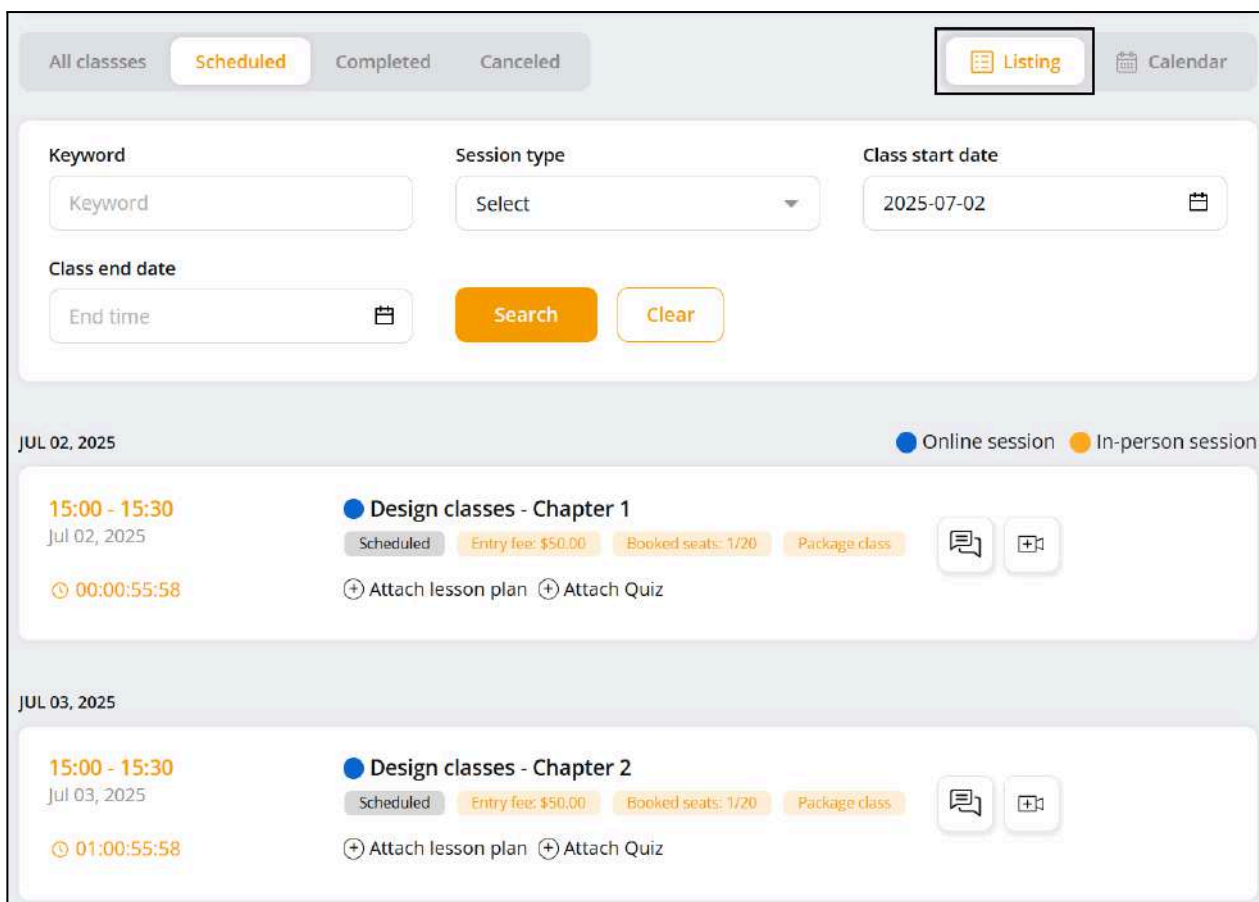 All classses Scheduled Completed Canceled Listing Calendar
Keyword Session type Class start date
Keyword Select 2025-07-02
Class end date
End time Search Clear
JUL 02, 2025 Online session In-person session
15:00 - 15:30 Design classes - Chapter 1
Jul 02, 2025 Scheduled Entry fee: $50.00 Booked seats: 1/20 Package class
00:00:55:58 Attach lesson plan Attach Quiz
JUL 03, 2025
15:00 - 15:30 Design classes - Chapter 2
Jul 03, 2025 Scheduled Entry fee: $50.00 Booked seats: 1/20 Package class
01:00:55:58 Attach lesson plan Attach Quiz